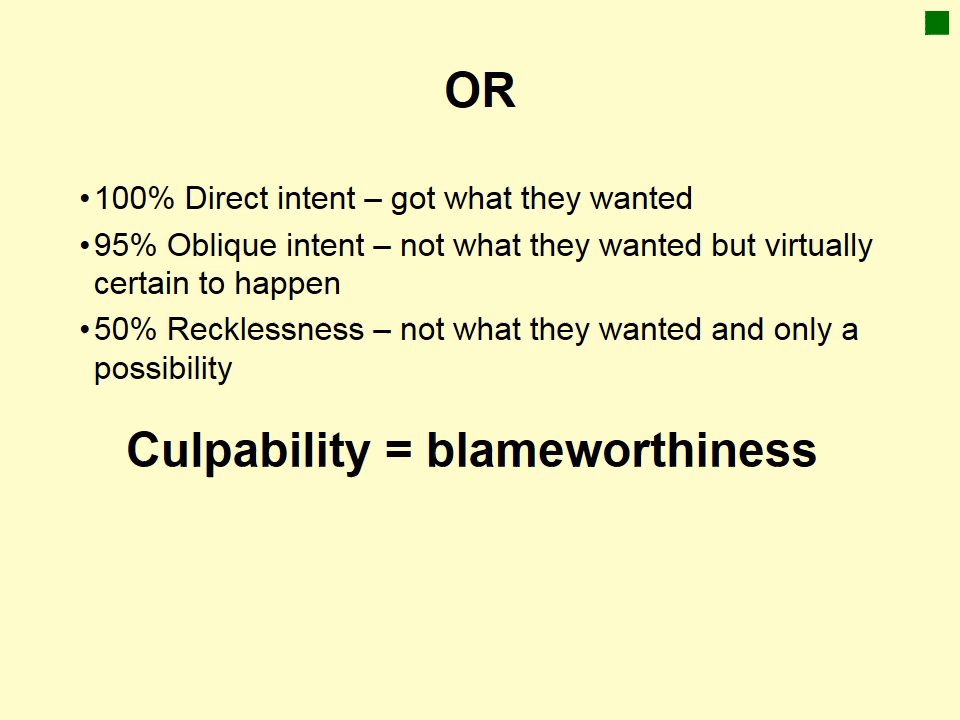 OR
•100% Direct intent – got what they wanted
•95% Oblique intent – not what they wanted but virtually
certain to happen
•50% Recklessness – not what they wanted and only a
possibility
Culpability = blameworthiness